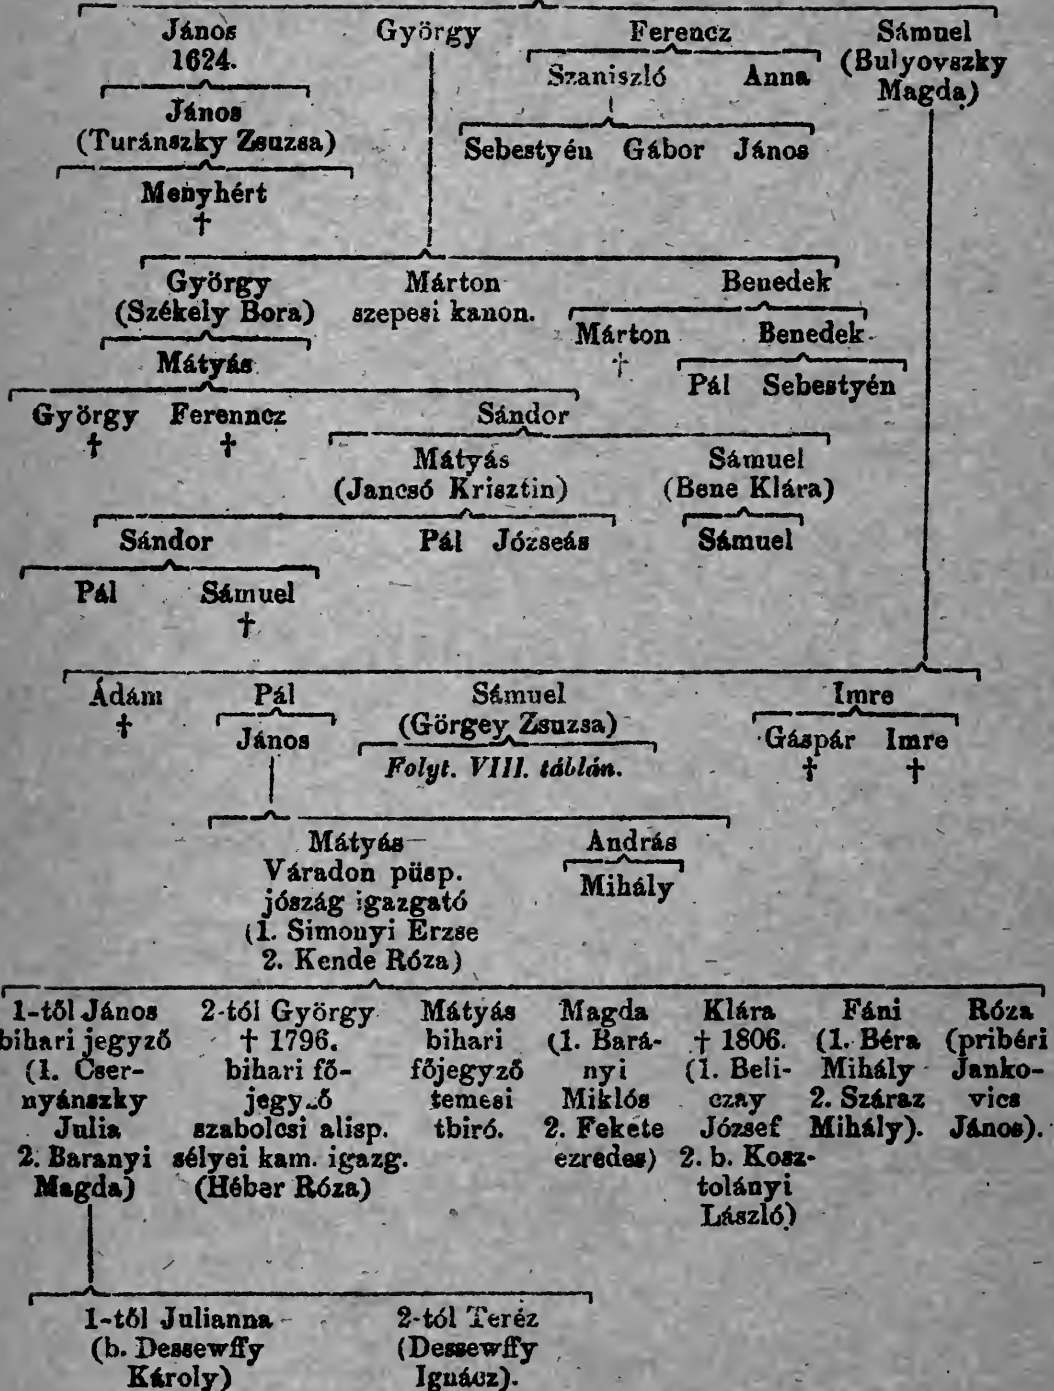 János György Ferencz Sámuel
1624. (Bulyovszky
Szaniszló Anna Magda)
János
(Turánszky Zsuzsa) Sebestyén Gábor János
Menyhért
†
György Márton Benedek
(Székely Bora) szepesi kanon.
Márton Benedek
Mátyás †
Pál Sebestyén
György Ferenncz Sándor
† †
Mátyás Sámuel
(Jancsó Krisztin) (Bene Klára)
Sándor Pál Józseás Sámuel
Pál Sámuel
†
Ádám Pál Sámuel Imre
† (Görgey Zsuzsa)
János Gáspár Imre
Folyt. VIII. táblán. † †
Mátyás András
Váradon püsp. Mihály
jószág igazgató
(1. Simonyi Erzse
2. Kende Róza)
1-től János 2-tól György Mátyás Magda Klára Fáni Róza
bihari jegyző † 1796. bihari (1. Bará- † 1806. (1. Béra (pribéri
(1. Cser- bihari fő- főjegyző nyi (1. Beli- Mihály Janko-
nyánszky jegyző temesi Miklós czay 2. Száraz vics
Julia szabolcsi alisp. tbiró. 2. Fekete József Mihály). János).
2. Baranyi sélyei kam. igazg. ezredes) 2. b. Kosz-
Magda) (Héber Róza) tolányi
László)
1-től Julianna 2-tól Teréz
(b. Dessewffy (Dessewffy
Károly) Ignácz).